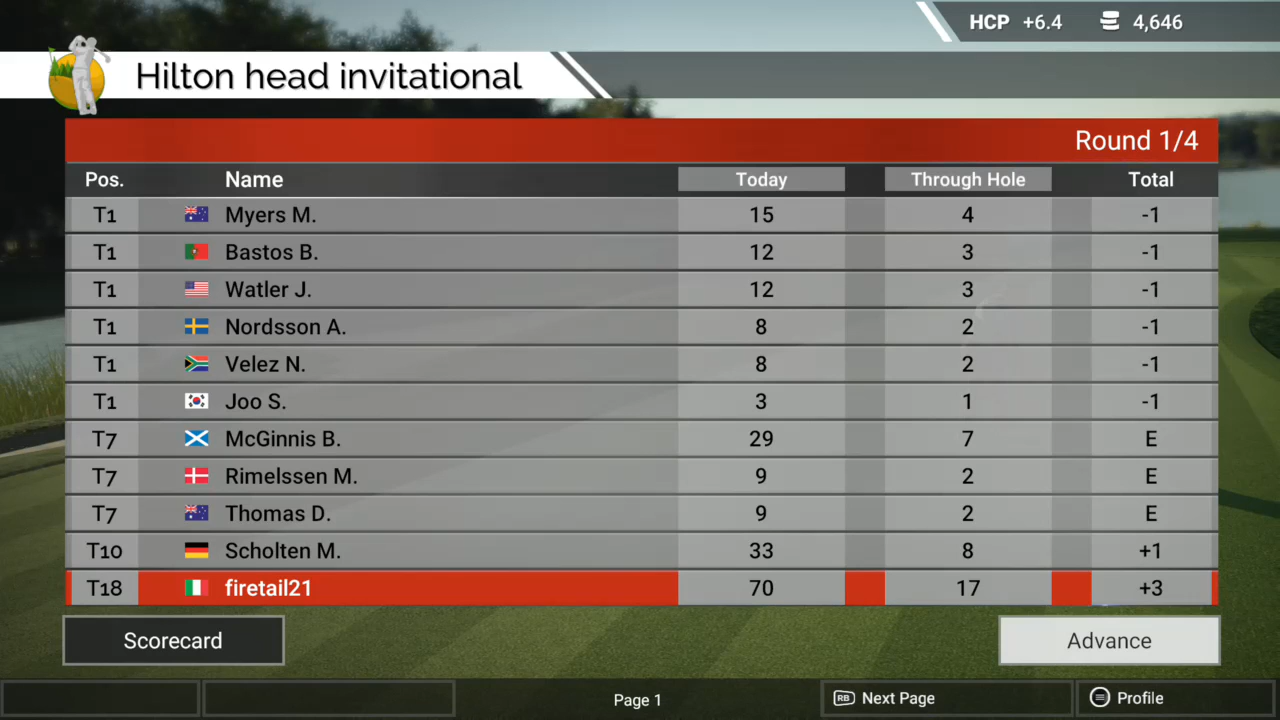 HCP +6.4 4,646
Hilton head invitational
Round 1/4
Pos. Name Today Through Hole Total
T1 Myers M. 15 4 -1
T1 Bastos B. 12 3 -1
T1 Watler J. 12 3 -1
T1 Nordsson A. 8 2 -1
T1 Velez N. 8 2 -1
T1 Joo S. 3 1 -1
T7 McGinnis B. 29 7 E
T7 Rimelssen M. 9 2 E
T7 Thomas D. 9 2 E
T10 Scholten M. 33 8 +1
T18 firetail21 70 17 +3
Scorecard Advance
Page 1 RB Next Page Profile